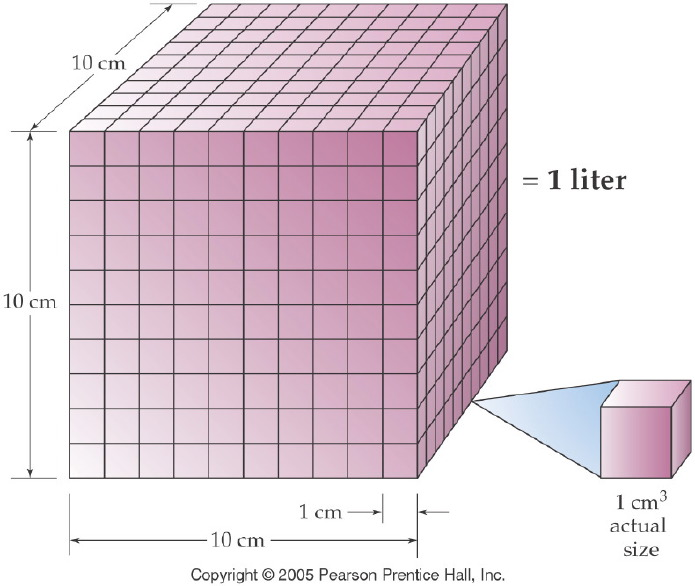 10 cm
= 1 liter
10 cm
1 cm
10 cm
1 cm³
actual
size
Copyright © 2005 Pearson Prentice Hall, Inc.